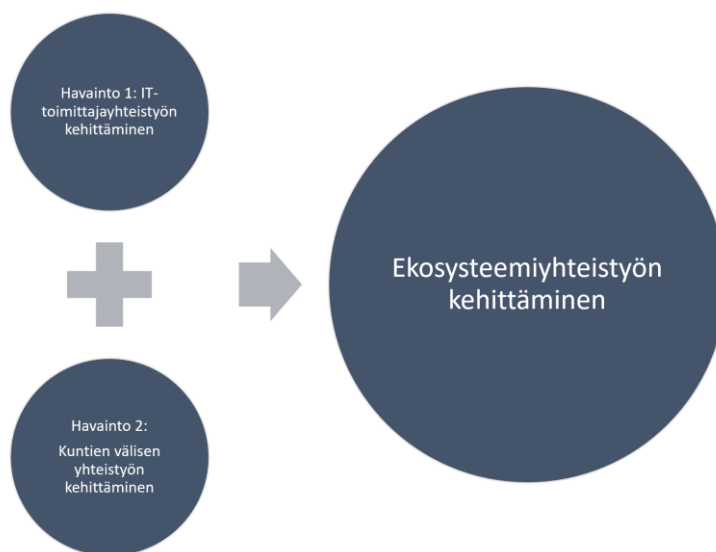 Havainto 1: IT-
toimittajayhteistyön
kehittäminen
Havainto 2:
Kuntien välisen
yhteistyön
kehittäminen
Ekosysteemiyhteistyön
kehittäminen